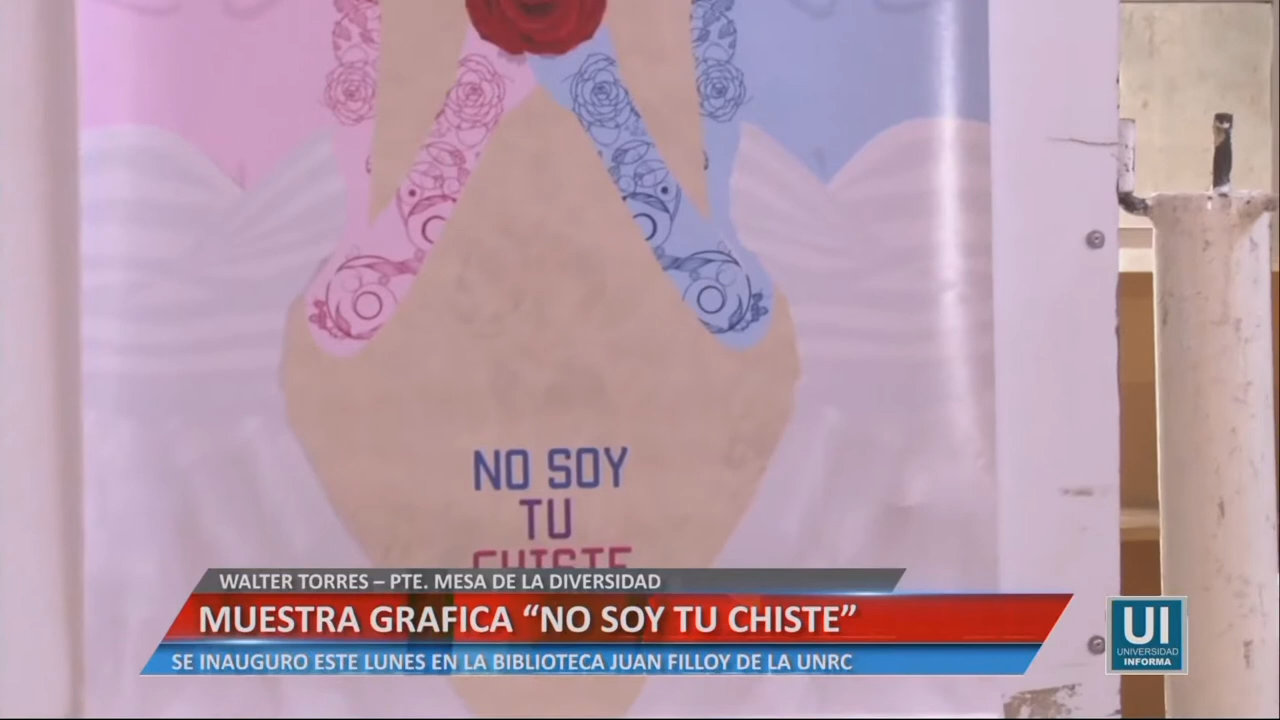 NO SOY
TU
CHISTE
WALTER TORRES – PTE. MESA DE LA DIVERSIDAD
MUESTRA GRAFICA “NO SOY TU CHISTE”
SE INAUGURO ESTE LUNES EN LA BIBLIOTECA JUAN FILLOY DE LA UNRC
UI
UNIVERSIDAD
INFORMA